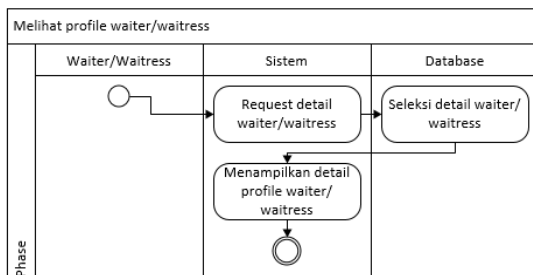 Melihat profile waiter/waitress
Waiter/Waitress
Sistem
Database
Request detail
waiter/waitress
Seleksi detail waiter/
waitress
Menampilkan detail
profile waiter/
waitress
Phase